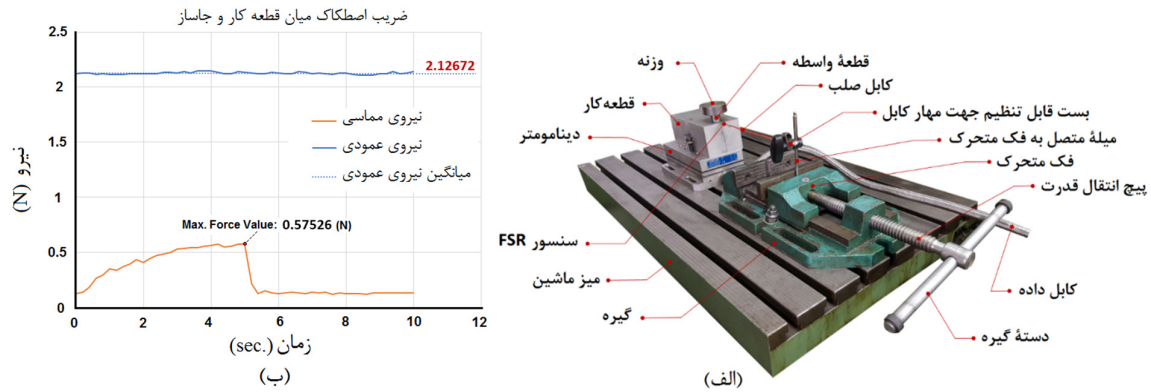 ضریب اصطکاک میان قطعه کار و جاساز
نیرو (N)
2.5
2
1.5
1
0.5
0
2.12672
نیروی مماسی
نیروی عمودی
میانگین نیروی عمودی
Max. Force Value: 0.57526 (N)
0 2 4 6 8 10 12
زمان (sec.)
(ب)
وزنه
قطعۀ واسطه
کابل صلب
قطعه‌کار
بست قابل تنظیم جهت مهار کابل
دینامومتر
میلۀ متصل به فک متحرک
فک متحرک
پیچ انتقال قدرت
سنسور FSR
میز ماشین
گیره
کابل داده
دستۀ گیره
(الف)